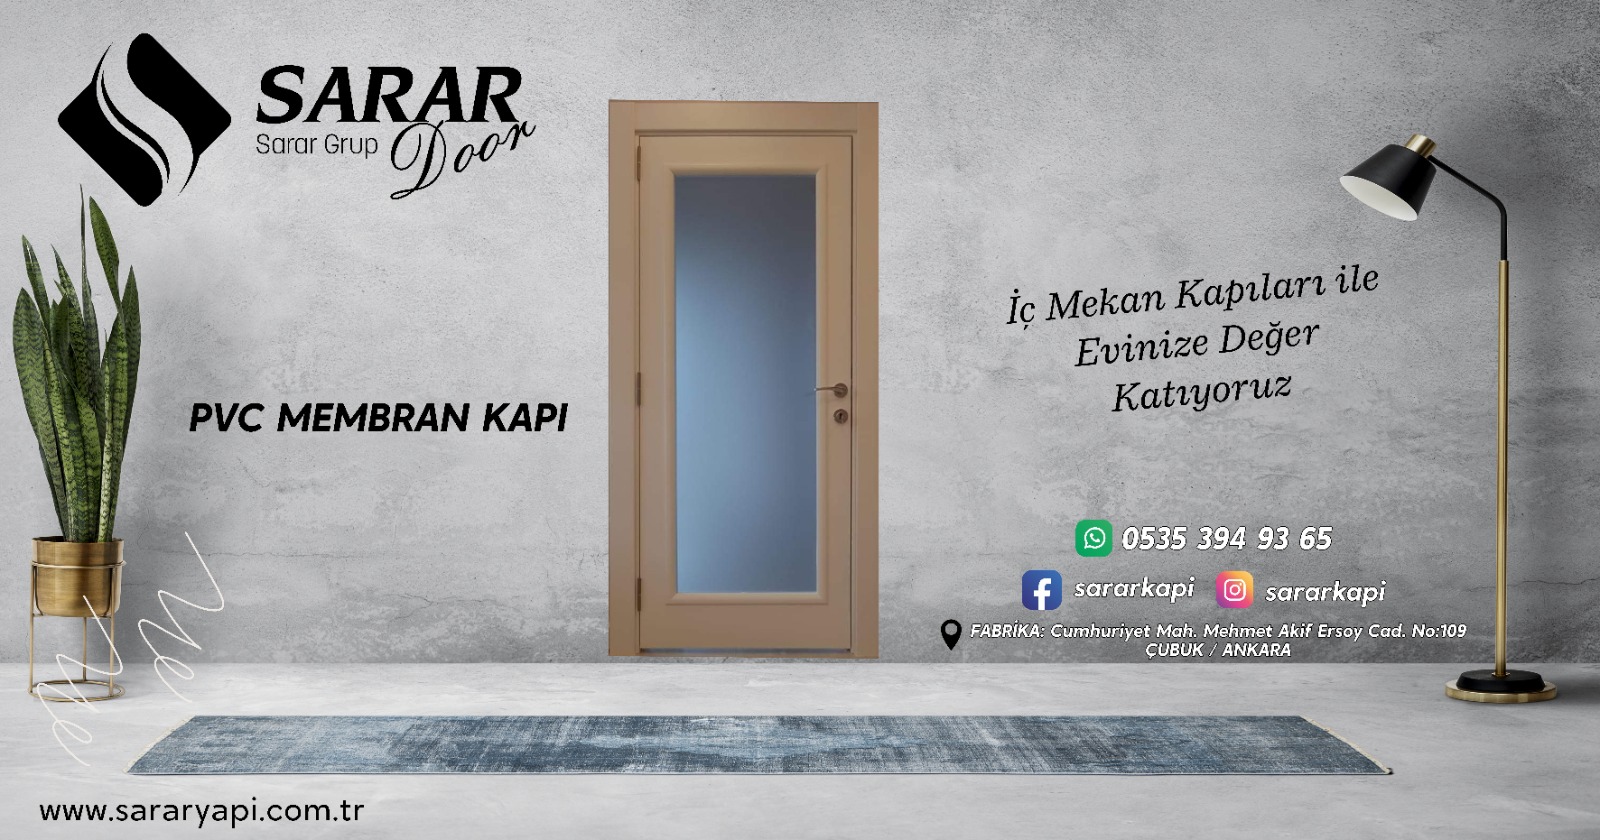 SARAR
Sarar Grup Door
PVC MEMBRAN KAPI
İç Mekan Kapıları ile
Evinize Değer
Katıyoruz
0535 394 93 65
sararkapi sararkapi
FABRİKA: Cumhuriyet Mah. Mehmet Akif Ersoy Cad. No:109
ÇUBUK / ANKARA
www.sararyapi.com.tr